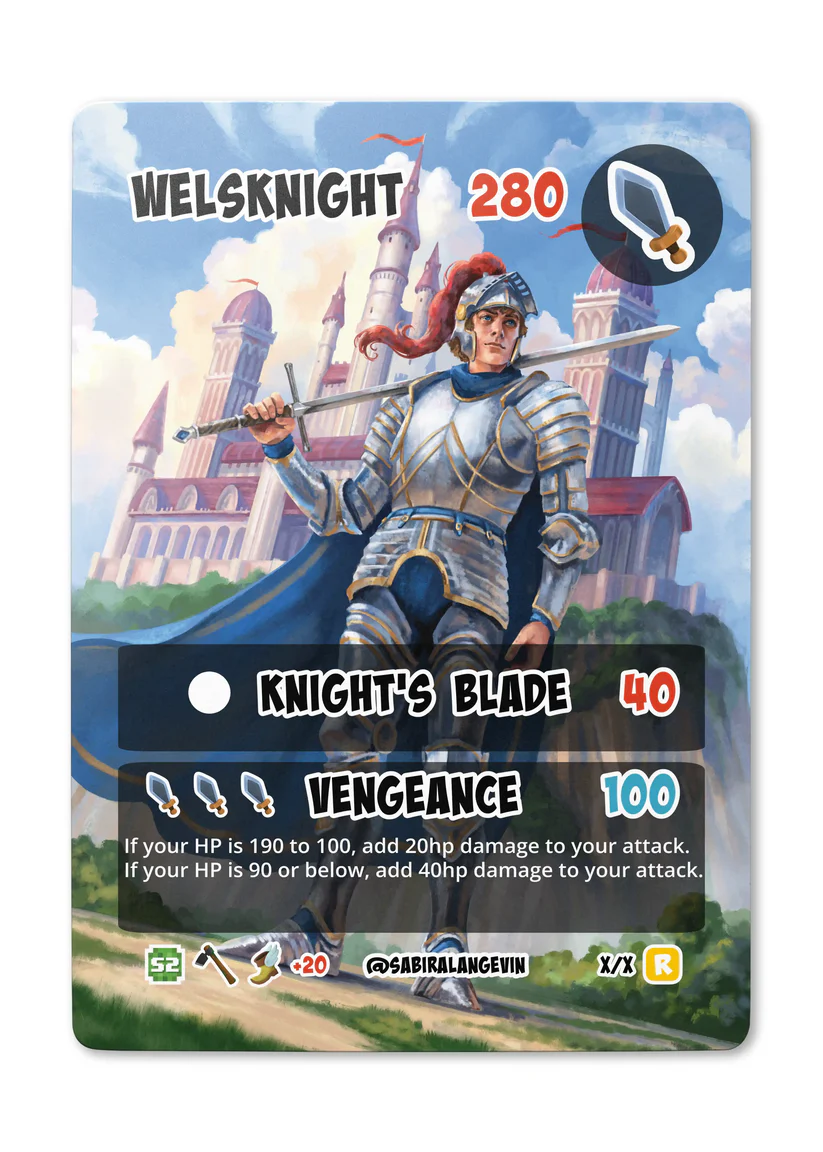 WELSKNIGHT 280
KNIGHT'S BLADE 40
VENGEANCE 100
If your HP is 190 to 100, add 20hp damage to your attack.
If your HP is 90 or below, add 40hp damage to your attack.
S2 +20 @SABIRALANGEVIN X/X R